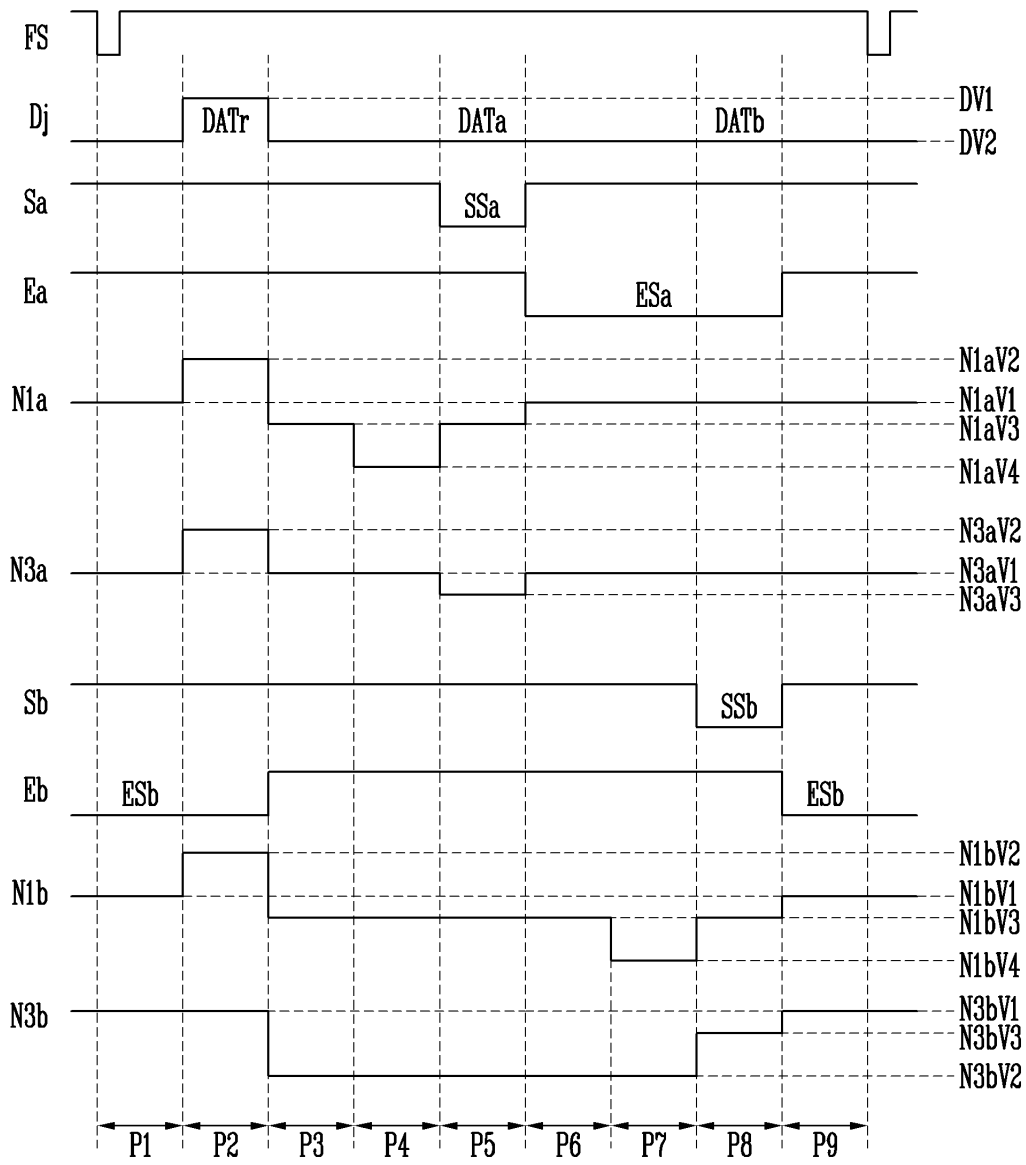 FS
Dj DATr DATa DATb DV1
DV2
Sa SSa
Ea ESa
N1aV2
N1a N1aV1
N1aV3
N1aV4
N3aV2
N3a N3aV1
N3aV3
Sb SSb
Eb ESb ESb
N1bV2
N1b N1bV1
N1bV3
N1bV4
N3b N3bV1
N3bV3
N3bV2
P1 P2 P3 P4 P5 P6 P7 P8 P9